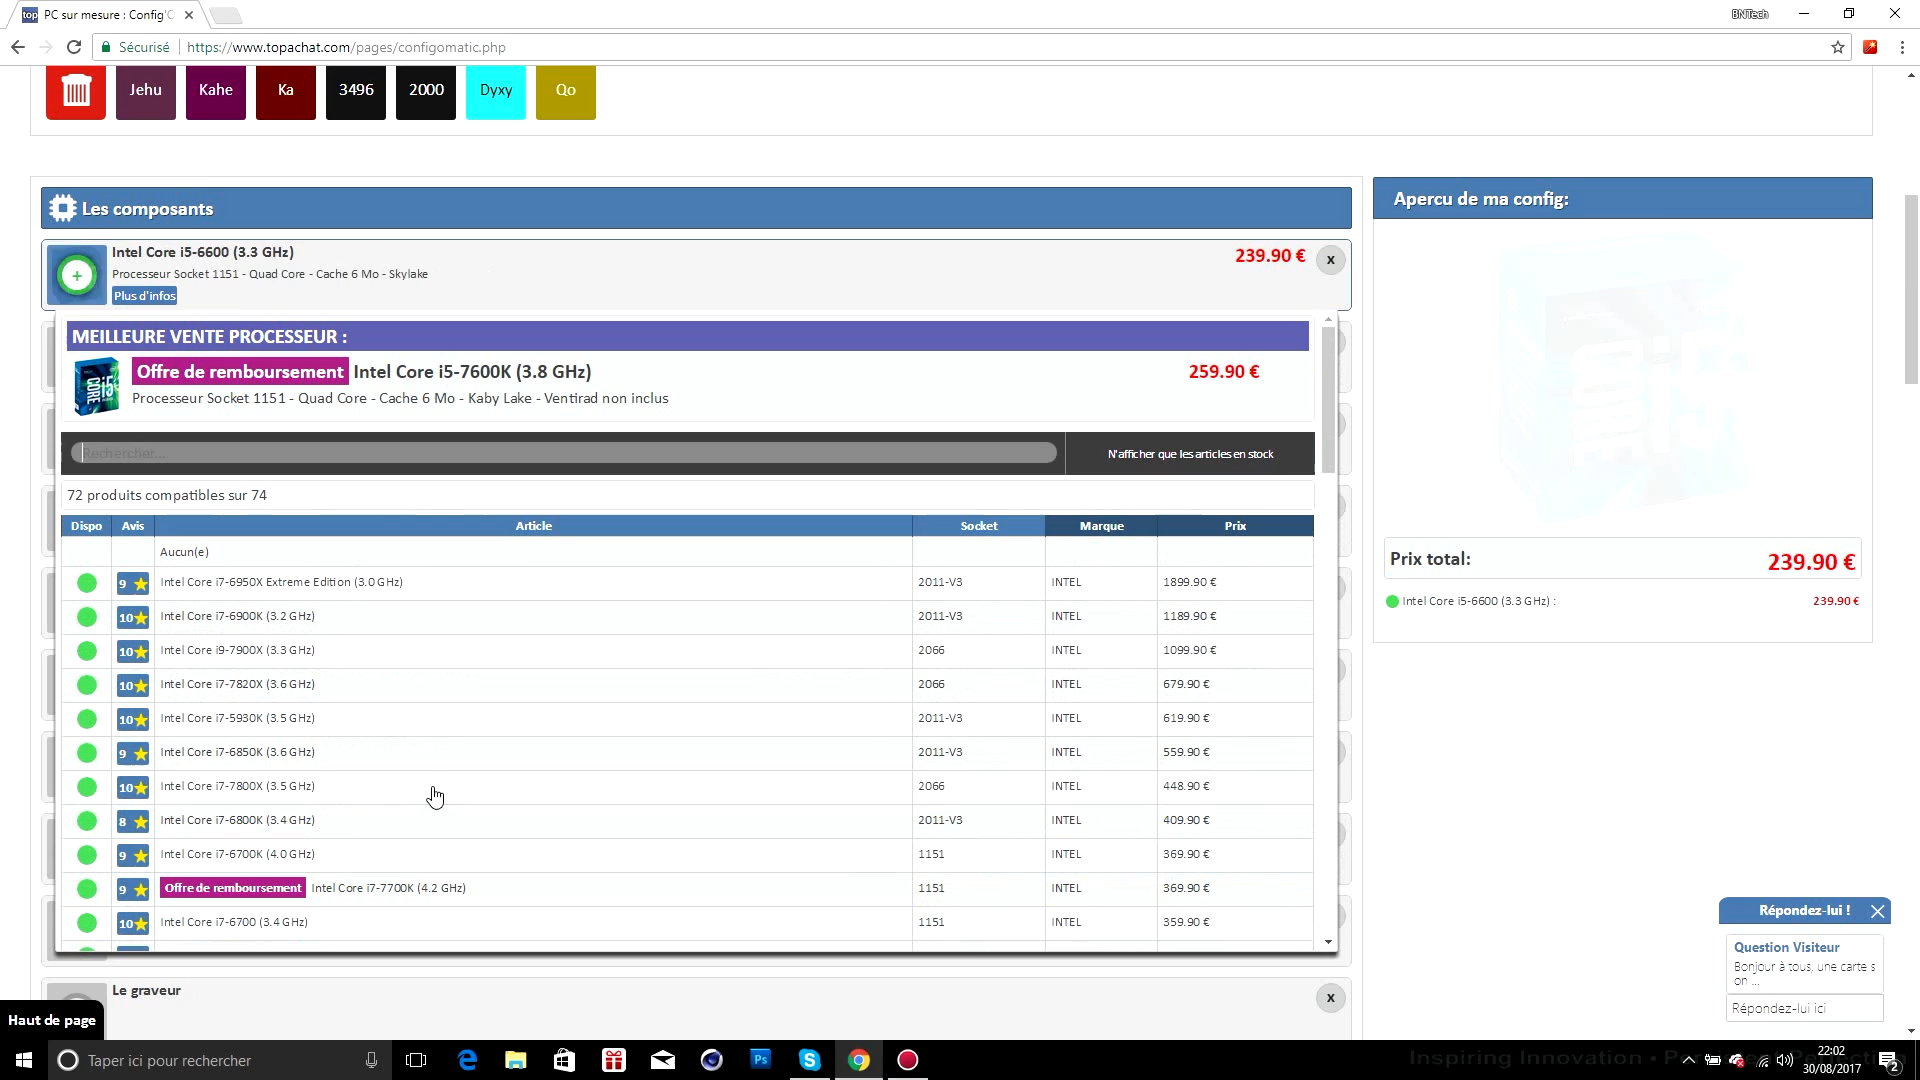 top PC sur mesure : Config'O
BNTech
Sécurisé https://www.topachat.com/pages/configomatic.php
Jehu Kahe Ka 3496 2000 Dyxy Qo
Les composants
Apercu de ma config:
Intel Core i5-6600 (3.3 GHz) 239.90 € x
Processeur Socket 1151 - Quad Core - Cache 6 Mo - Skylake
Plus d'infos
MEILLEURE VENTE PROCESSEUR :
Offre de remboursement Intel Core i5-7600K (3.8 GHz) 259.90 €
Processeur Socket 1151 - Quad Core - Cache 6 Mo - Kaby Lake - Ventirad non inclus
Rechercher... N'afficher que les articles en stock
72 produits compatibles sur 74
Dispo Avis Article Socket Marque Prix
Aucun(e)
9 Intel Core i7-6950X Extreme Edition (3.0 GHz) 2011-V3 INTEL 1899.90 €
10 Intel Core i7-6900K (3.2 GHz) 2011-V3 INTEL 1189.90 €
10 Intel Core i9-7900X (3.3 GHz) 2066 INTEL 1099.90 €
10 Intel Core i7-7820X (3.6 GHz) 2066 INTEL 679.90 €
10 Intel Core i7-5930K (3.5 GHz) 2011-V3 INTEL 619.90 €
9 Intel Core i7-6850K (3.6 GHz) 2011-V3 INTEL 559.90 €
10 Intel Core i7-7800X (3.5 GHz) 2066 INTEL 448.90 €
8 Intel Core i7-6800K (3.4 GHz) 2011-V3 INTEL 409.90 €
9 Intel Core i7-6700K (4.0 GHz) 1151 INTEL 369.90 €
9 Offre de remboursement Intel Core i7-7700K (4.2 GHz) 1151 INTEL 369.90 €
10 Intel Core i7-6700 (3.4 GHz) 1151 INTEL 359.90 €
Prix total: 239.90 €
Intel Core i5-6600 (3.3 GHz) : 239.90 €
Répondez-lui !
Question Visiteur
Bonjour à tous, une carte s
on ...
Répondez-lui ici
Le graveur x
Haut de page
Taper ici pour rechercher
Ps
Inspiring Innovation •
22:02
30/08/2017
2